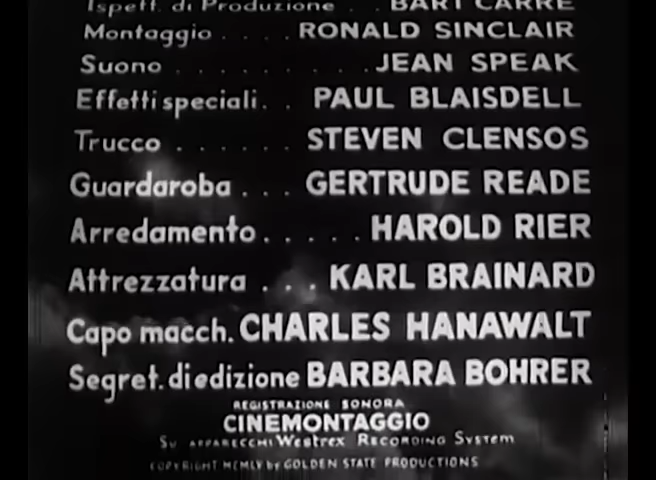 Ispett. di Produzione . . BART CARRE
Montaggio . . . . RONALD SINCLAIR
Suono . . . . . . . . . JEAN SPEAK
Effetti speciali. . PAUL BLAISDELL
Trucco . . . . . . STEVEN CLENSOS
Guardaroba . . . GERTRUDE READE
Arredamento . . . . . HAROLD RIER
Attrezzatura . . . KARL BRAINARD
Capo macch. CHARLES HANAWALT
Segret. di edizione BARBARA BOHRER
REGISTRAZIONE SONORA
CINEMONTAGGIO
SU APPARECCHI Westrex RECORDING SYSTEM
COPYRIGHT MCMLV by GOLDEN STATE PRODUCTIONS